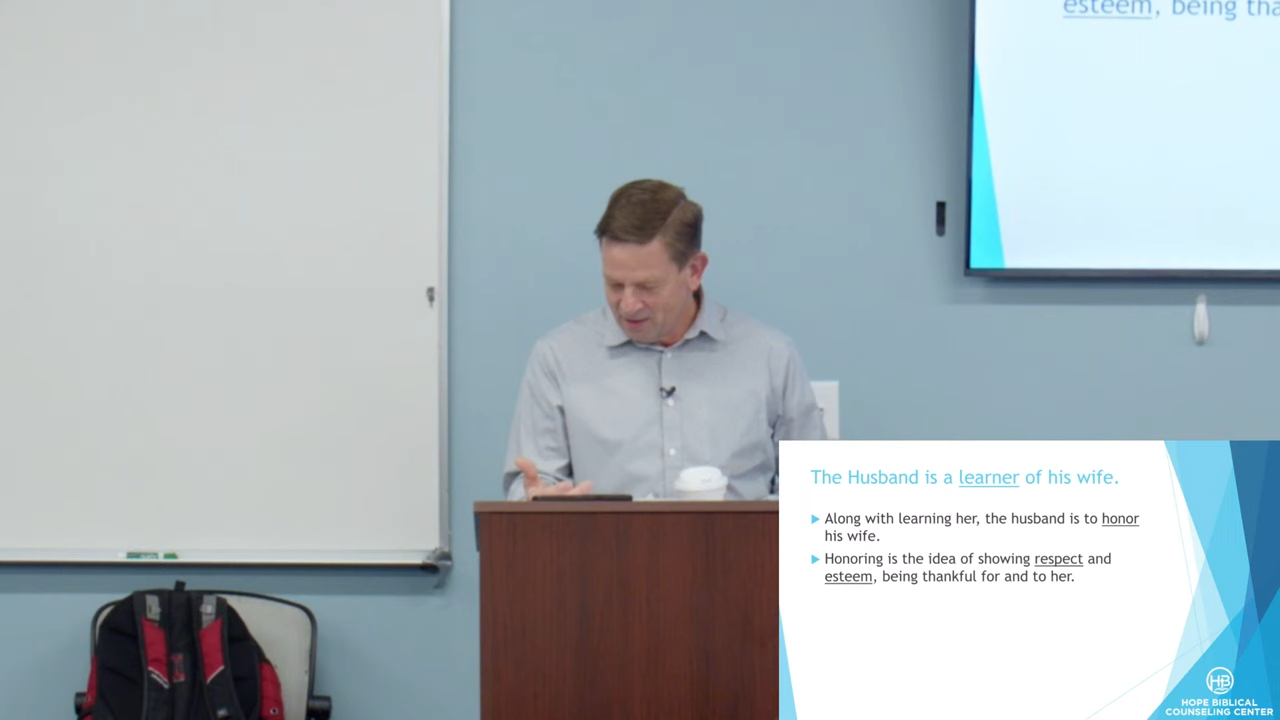 esteem, being tha
The Husband is a learner of his wife.
Along with learning her, the husband is to honor
his wife.
Honoring is the idea of showing respect and
esteem, being thankful for and to her.
HB
HOPE BIBLICAL
COUNSELING CENTER